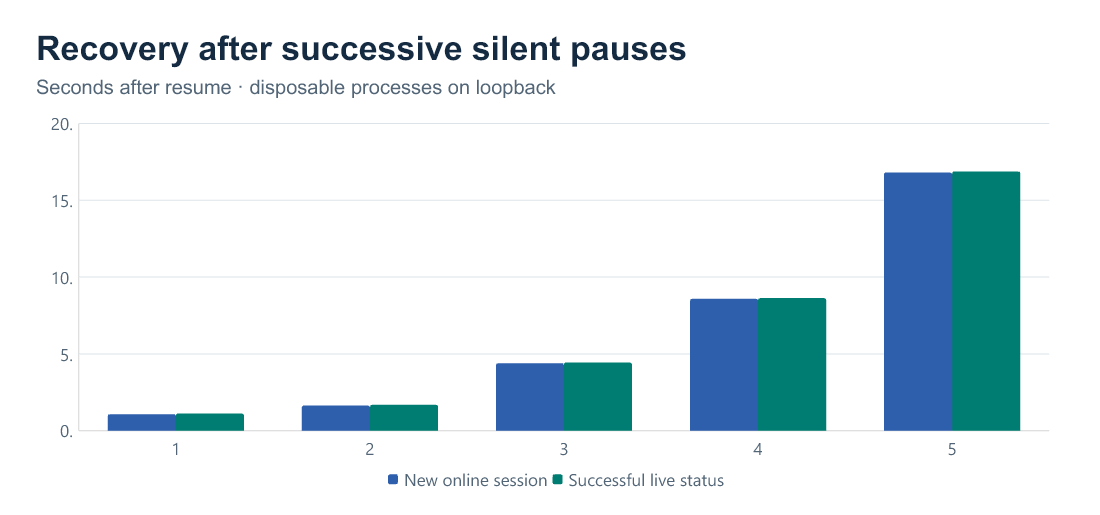 Recovery after successive silent pauses
Seconds after resume · disposable processes on loopback
20.
15.
10.
5.
0.
1 2 3 4 5
New online session Successful live status